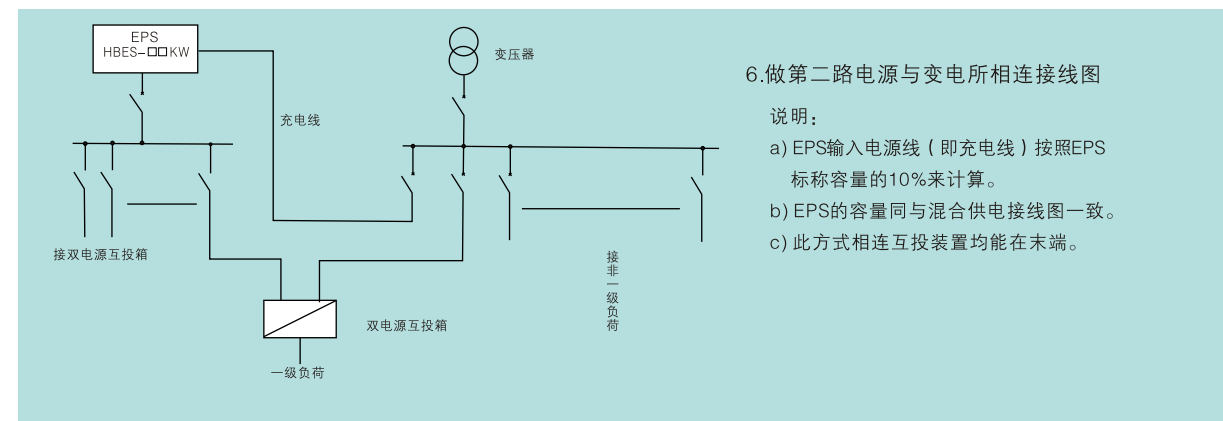 EPS
HBES-□□KW
变压器
充电线
接双电源互投箱
双电源互投箱
一级负荷
接非一级负荷
6.做第二路电源与变电所相连接线图
说明:
a) EPS输入电源线（即充电线）按照EPS
标称容量的10%来计算。
b) EPS的容量同与混合供电接线图一致。
c) 此方式相连互投装置均能在末端。